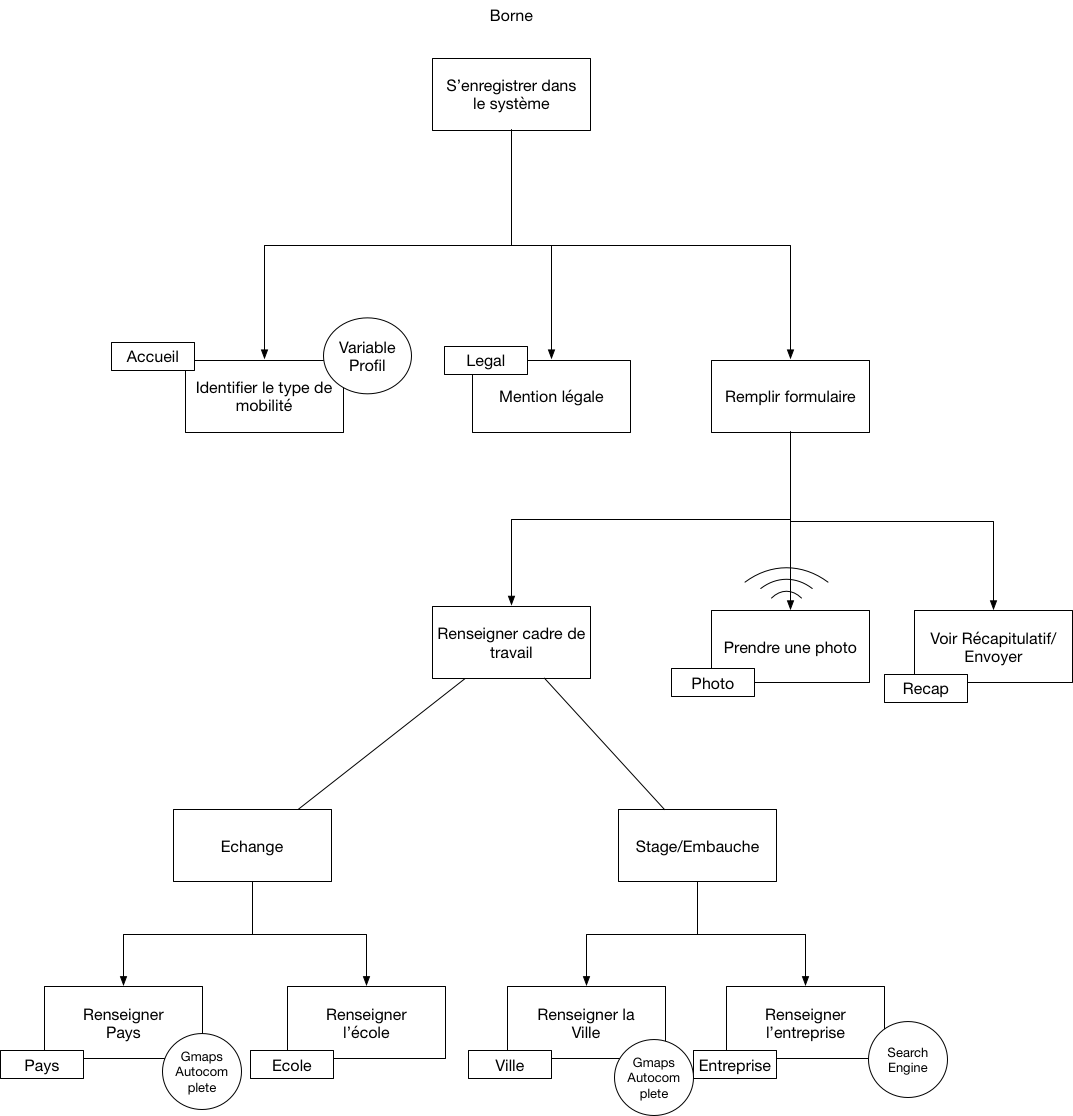 Borne
S’enregistrer dans
le système
Accueil
Variable
Profil
Identifier le type de
mobilité
Legal
Mention légale
Remplir formulaire
Renseigner cadre de
travail
Prendre une photo
Photo
Voir Récapitulatif/
Envoyer
Recap
Echange
Stage/Embauche
Renseigner
Pays
Pays
Gmaps
Autocom
plete
Renseigner
l’école
Ecole
Renseigner la
Ville
Ville
Gmaps
Autocom
plete
Renseigner
l’entreprise
Entreprise
Search
Engine